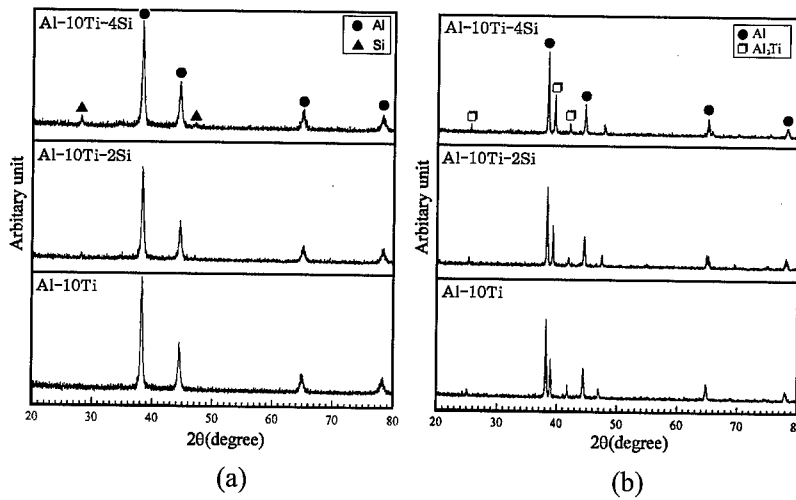 Al-10Ti-4Si
● Al
▲ Si
Al-10Ti-2Si
Al-10Ti
Arbitary unit
20 30 40 50 60 70 80
2θ(degree)
(a)
Al-10Ti-4Si
● Al
❒ Al₃Ti
Al-10Ti-2Si
Al-10Ti
Arbitary unit
20 30 40 50 60 70 80
2θ(degree)
(b)